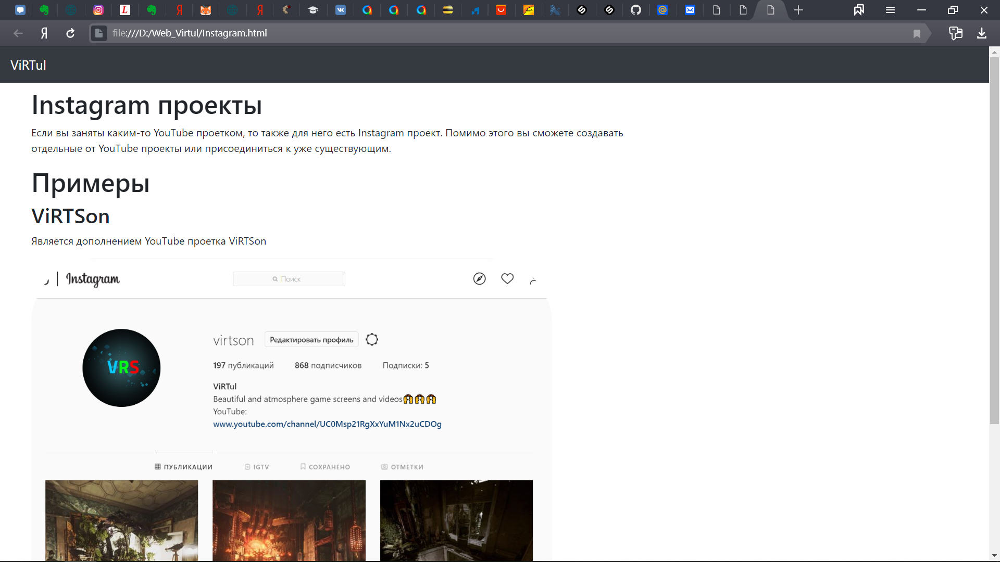 file:///D:/Web_Virtul/Instagram.html
ViRTul
Instagram проекты
Если вы заняты каким-то YouTube проетком, то также для него есть Instagram проект. Помимо этого вы сможете создавать
отдельные от YouTube проекты или присоединиться к уже существующим.
Примеры
ViRTSon
Является дополнением YouTube проетка ViRTSon
Instagram
Поиск
virtson Редактировать профиль
197 публикаций 868 подписчиков Подписки: 5
VRS
ViRTul
Beautiful and atmosphere game screens and videos
YouTube:
www.youtube.com/channel/UC0Msp21RgXxYuM1Nx2uCDOg
ПУБЛИКАЦИИ IGTV СОХРАНЕНО ОТМЕТКИ